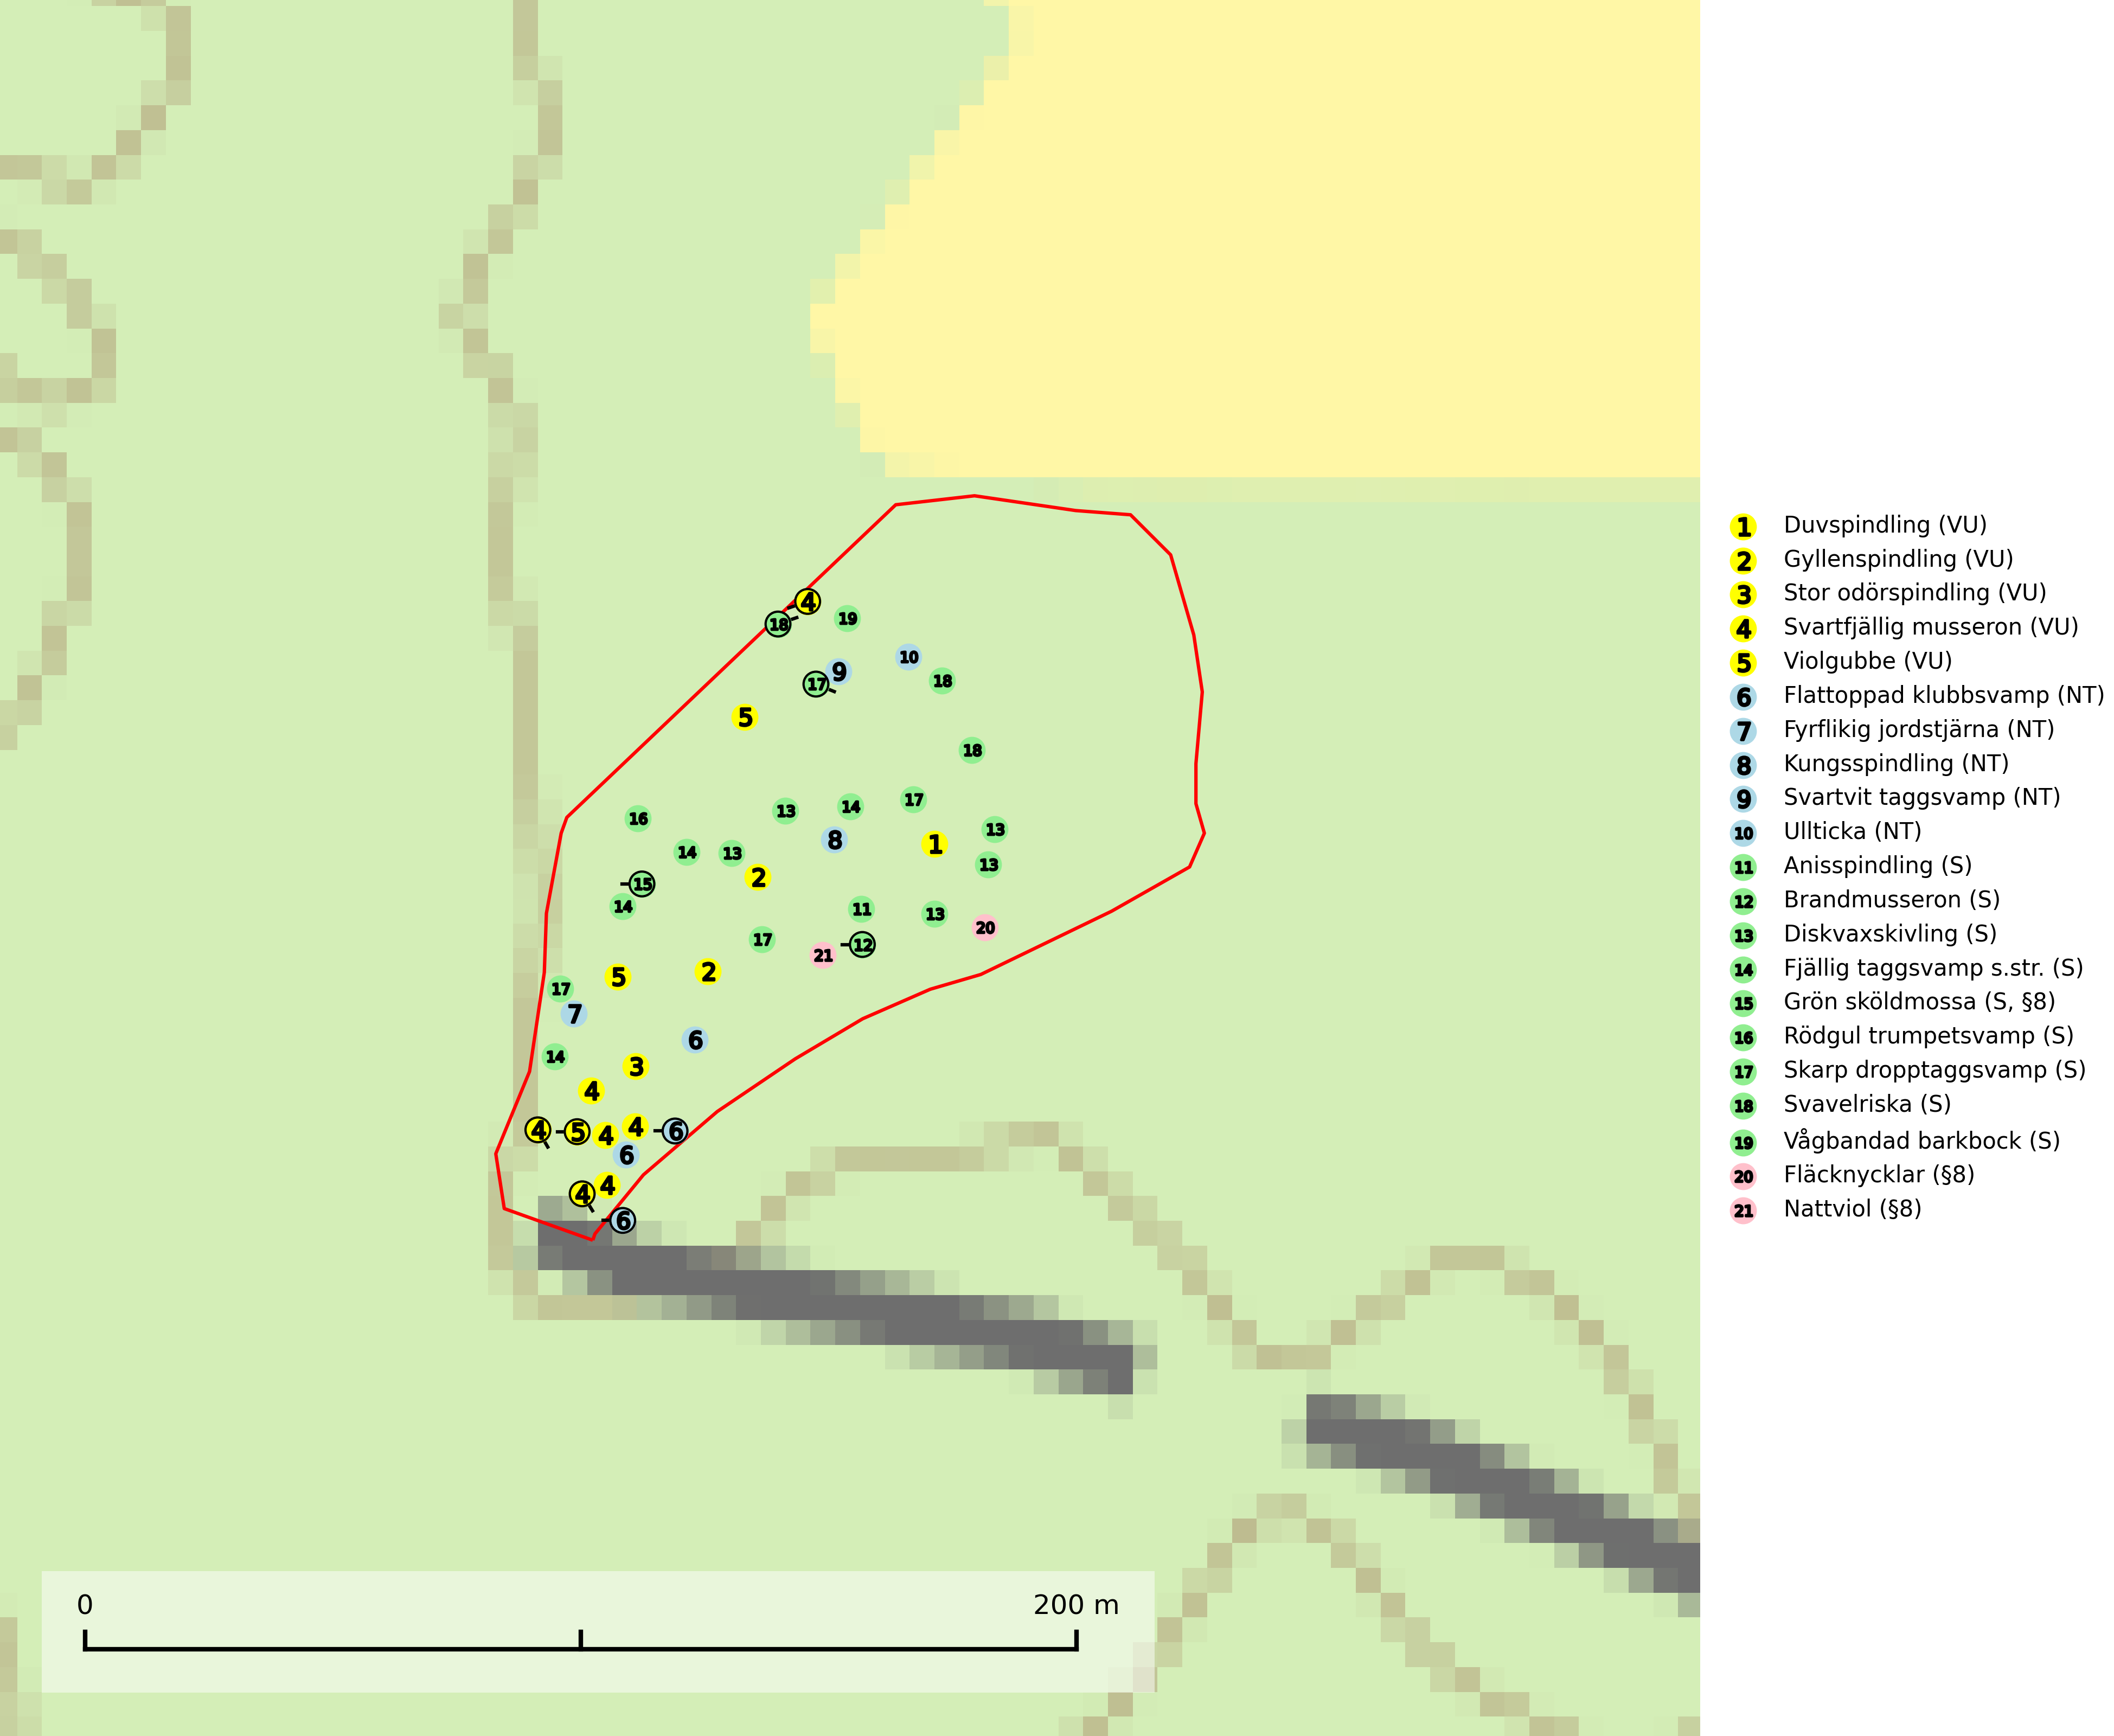 4
18
19
10
9
17
18
5
18
17
14
13
16
13
8
1
14
13
13
2
15
14
11
13
20
17
12
21
2
5
17
7
6
14
3
4
4
4
5
6
4
6
4
4
6
0 200 m
1 Duvspindling (VU)
2 Gyllenspindling (VU)
3 Stor odörspindling (VU)
4 Svartfjällig musseron (VU)
5 Violgubbe (VU)
6 Flattoppad klubbsvamp (NT)
7 Fyrflikig jordstjärna (NT)
8 Kungsspindling (NT)
9 Svartvit taggsvamp (NT)
10 Ullticka (NT)
11 Anisspindling (S)
12 Brandmusseron (S)
13 Diskvaxskivling (S)
14 Fjällig taggsvamp s.str. (S)
15 Grön sköldmossa (S, §8)
16 Rödgul trumpetsvamp (S)
17 Skarp dropptaggsvamp (S)
18 Svavelriska (S)
19 Vågbandad barkbock (S)
20 Fläcknycklar (§8)
21 Nattviol (§8)